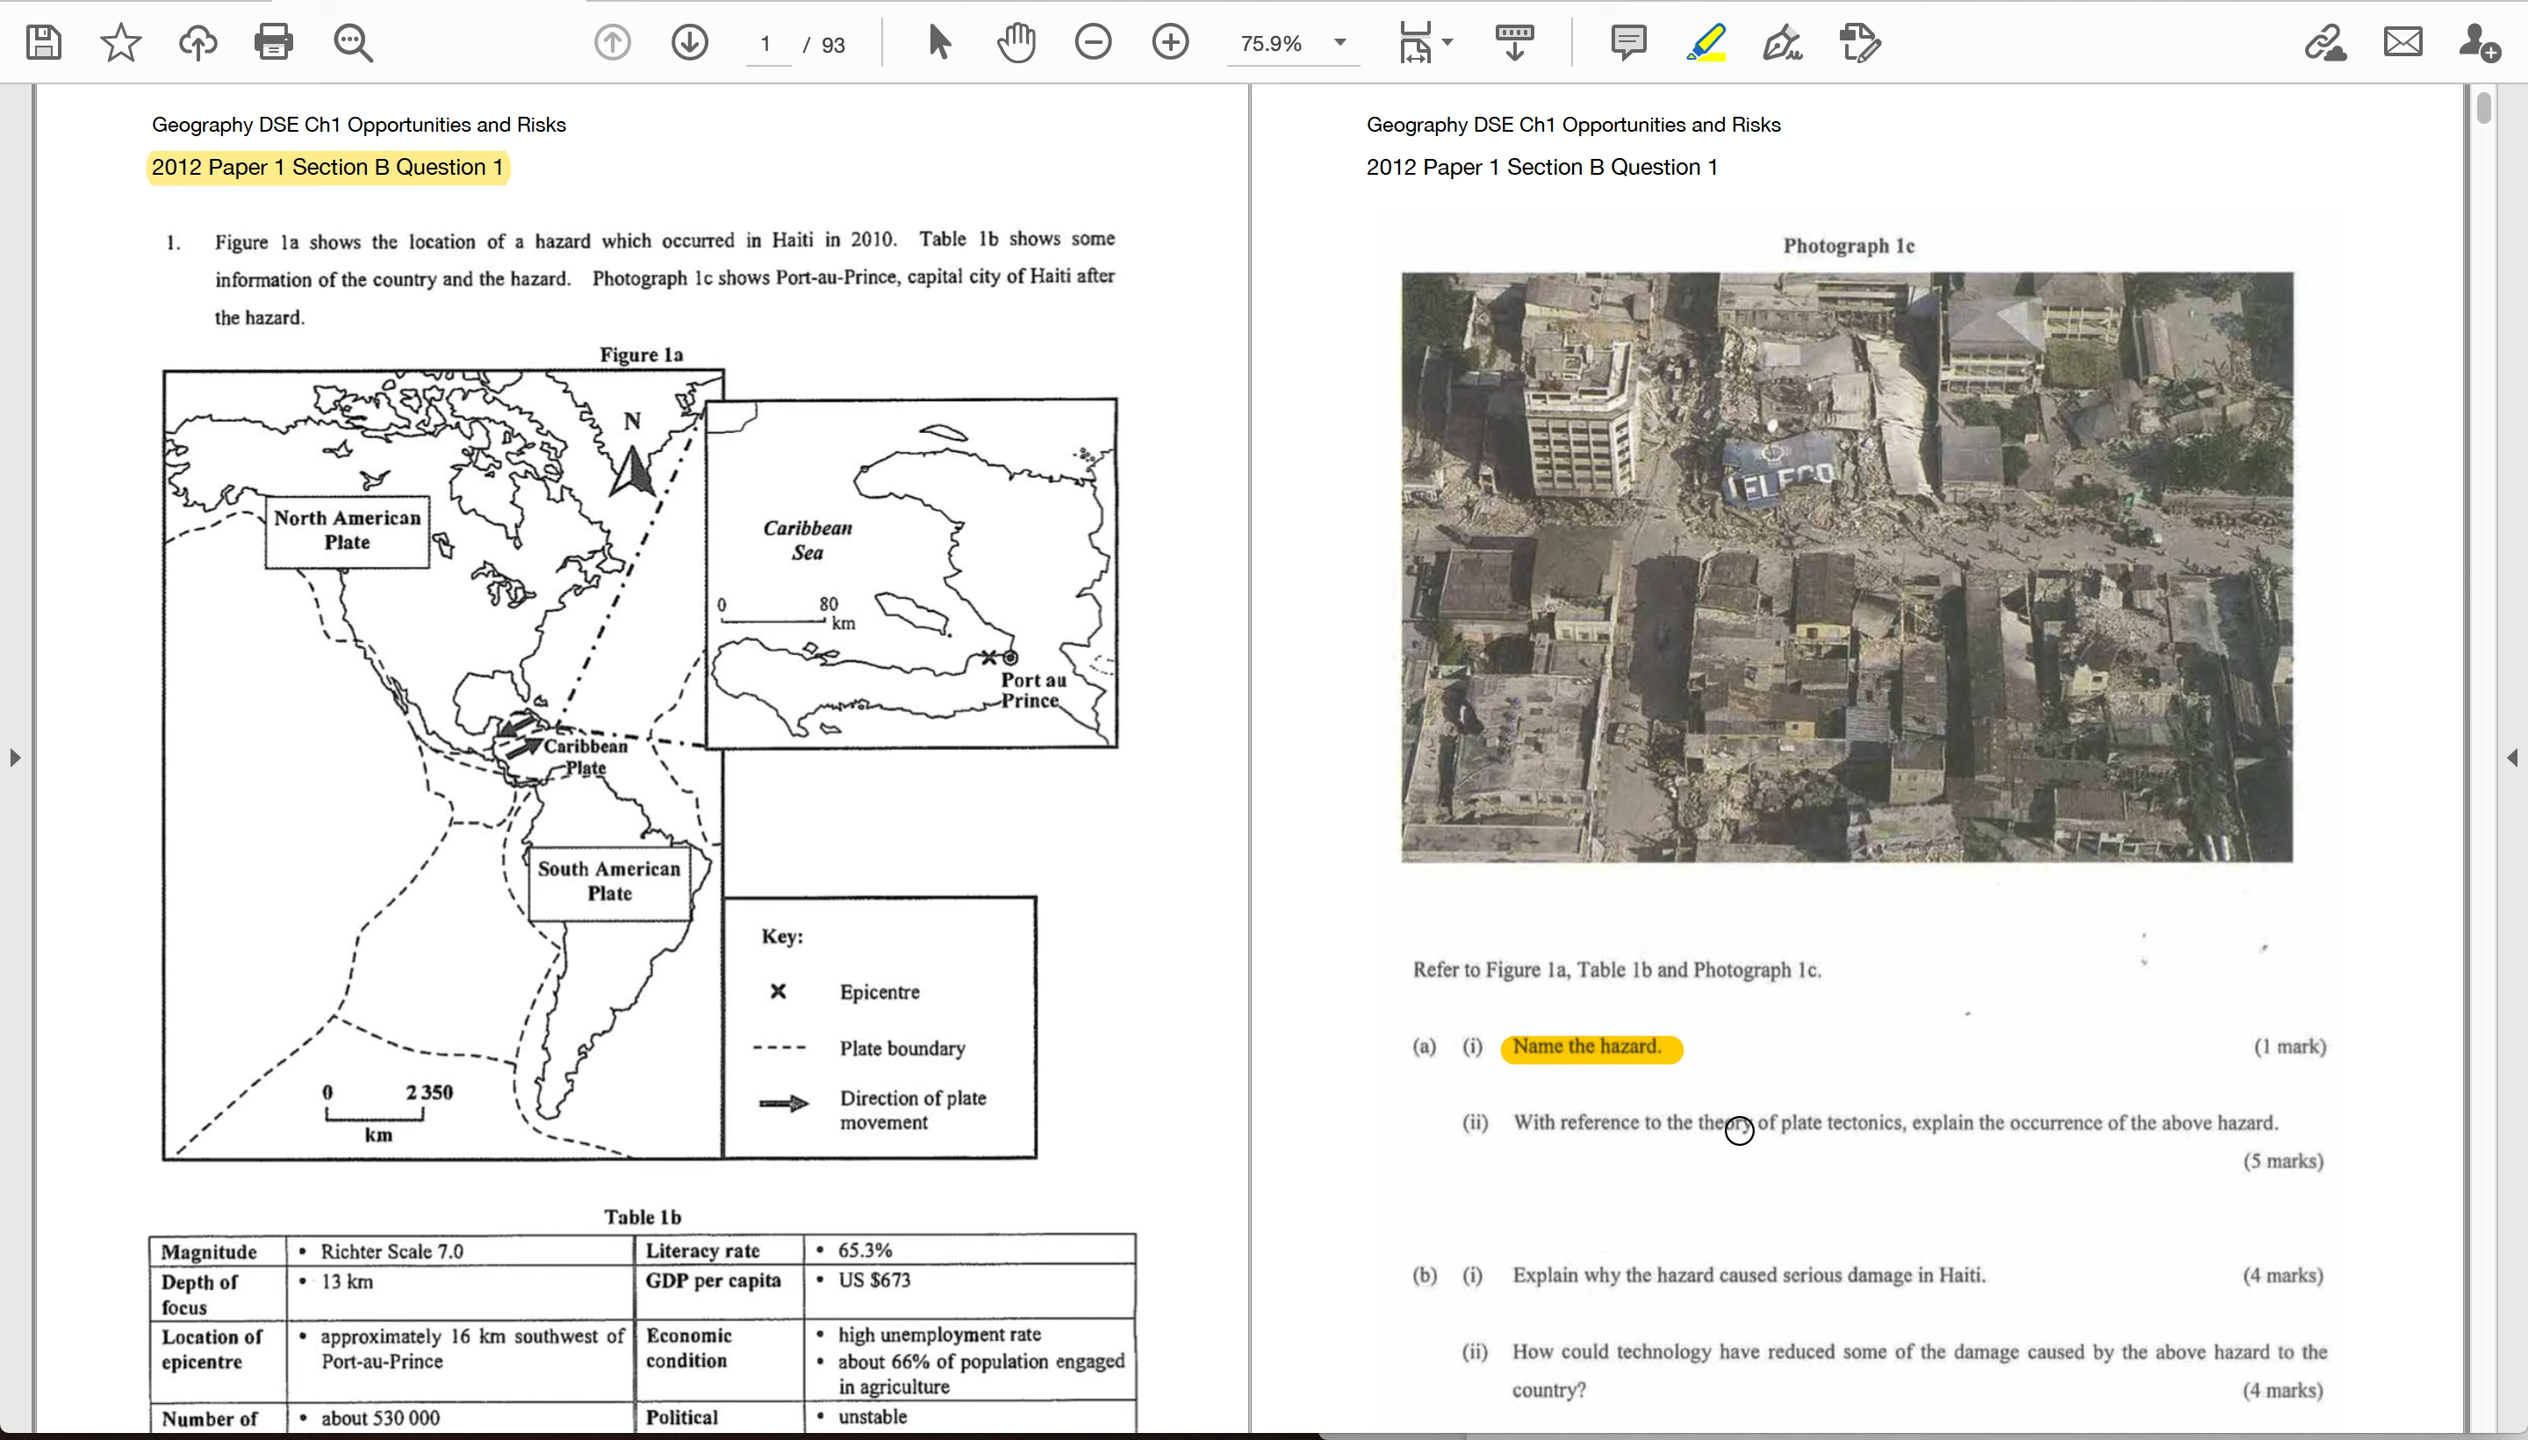 1 / 93
75.9%
Geography DSE Ch1 Opportunities and Risks
2012 Paper 1 Section B Question 1
1. Figure 1a shows the location of a hazard which occurred in Haiti in 2010. Table 1b shows some
information of the country and the hazard. Photograph 1c shows Port-au-Prince, capital city of Haiti after
the hazard.
Figure 1a
N
North American
Plate
Caribbean
Sea
0 80
km
Port au
Prince
Caribbean
Plate
South American
Plate
0 2 350
km
Key:
Epicentre
Plate boundary
Direction of plate
movement
Table 1b
Magnitude • Richter Scale 7.0 Literacy rate • 65.3%
Depth of • 13 km GDP per capita • US $673
focus
Location of • approximately 16 km southwest of Economic • high unemployment rate
epicentre Port-au-Prince condition • about 66% of population engaged
in agriculture
Number of • about 530 000 Political • unstable
Geography DSE Ch1 Opportunities and Risks
2012 Paper 1 Section B Question 1
Photograph 1c
TELECO
Refer to Figure 1a, Table 1b and Photograph 1c.
(a) (i) Name the hazard. (1 mark)
(ii) With reference to the theory of plate tectonics, explain the occurrence of the above hazard.
(5 marks)
(b) (i) Explain why the hazard caused serious damage in Haiti. (4 marks)
(ii) How could technology have reduced some of the damage caused by the above hazard to the
country? (4 marks)